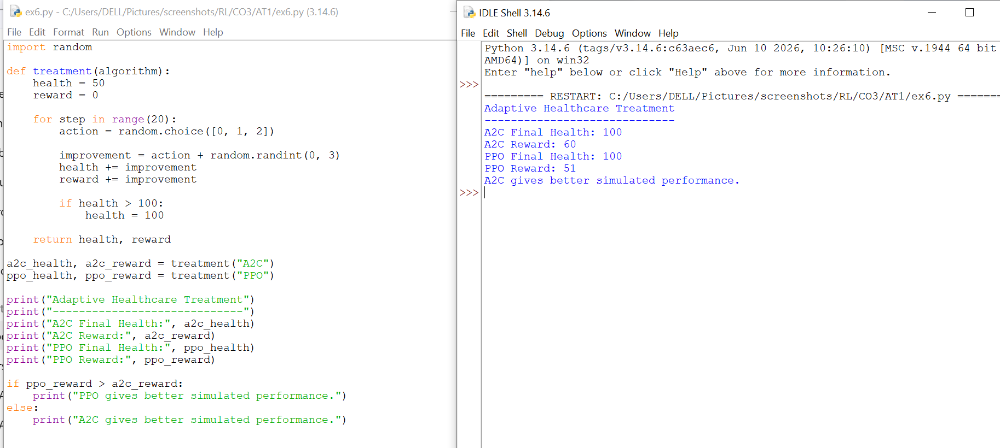 ex6.py - C:/Users/DELL/Pictures/screenshots/RL/CO3/AT1/ex6.py (3.14.6)
File Edit Format Run Options Window Help
import random

def treatment(algorithm):
    health = 50
    reward = 0

    for step in range(20):
        action = random.choice([0, 1, 2])

        improvement = action + random.randint(0, 3)
        health += improvement
        reward += improvement

        if health > 100:
            health = 100

    return health, reward

a2c_health, a2c_reward = treatment("A2C")
ppo_health, ppo_reward = treatment("PPO")

print("Adaptive Healthcare Treatment")
print("-----------------------------")
print("A2C Final Health:", a2c_health)
print("A2C Reward:", a2c_reward)
print("PPO Final Health:", ppo_health)
print("PPO Reward:", ppo_reward)

if ppo_reward > a2c_reward:
    print("PPO gives better simulated performance.")
else:
    print("A2C gives better simulated performance.")
IDLE Shell 3.14.6
File Edit Shell Debug Options Window Help
Python 3.14.6 (tags/v3.14.6:c63aec6, Jun 10 2026, 10:26:10) [MSC v.1944 64 bit
AMD64)] on win32
Enter "help" below or click "Help" above for more information.
>>>
========= RESTART: C:/Users/DELL/Pictures/screenshots/RL/CO3/AT1/ex6.py =======
Adaptive Healthcare Treatment
-----------------------------
A2C Final Health: 100
A2C Reward: 60
PPO Final Health: 100
PPO Reward: 51
A2C gives better simulated performance.
>>>